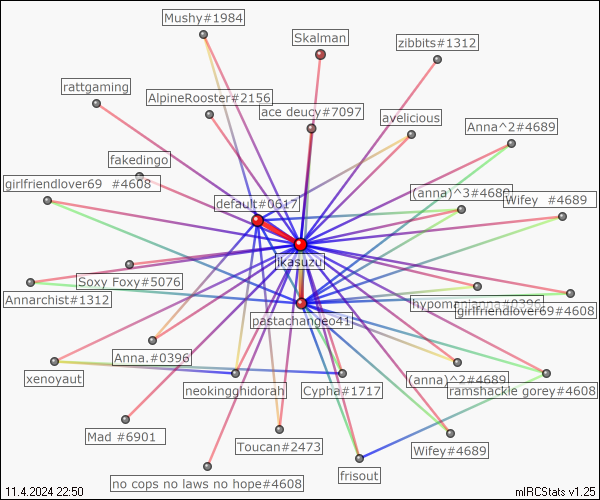 Mushy#1984
Skalman
zibbits#1312
rattgaming
AlpineRooster#2156
ace deucy#7097
avelicious
Anna^2#4689
fakedingo
girlfriendlover69 #4608
default#0617
(anna)^3#4689
Wifey #4689
ikasuzu
Soxy Foxy#5076
Annarchist#1312
hypomanianna#0396
girlfriendlover69#4608
pastachangeo41
Anna.#0396
xenoyaut
neokingghidorah
Cypha#1717
(anna)^2#4689
ramshackle gorey#4608
Mad #6901
Toucan#2473
Wifey#4689
no cops no laws no hope#4608
frisout
11.4.2024 22:50
mIRCStats v1.25